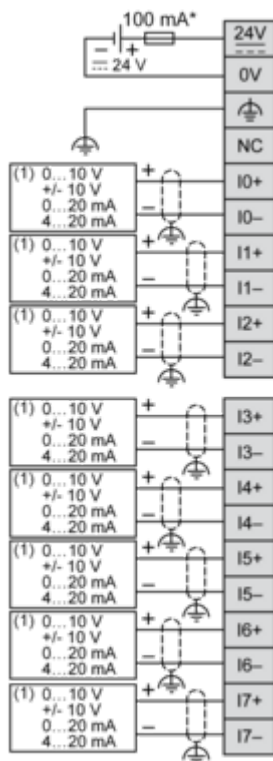 100 mA*
24V
− +
24 V
0V
NC
(1) 0...10 V
+/- 10 V
0...20 mA
4...20 mA
+
−
I0+
I0–
(1) 0...10 V
+/- 10 V
0...20 mA
4...20 mA
+
−
I1+
I1–
(1) 0...10 V
+/- 10 V
0...20 mA
4...20 mA
+
−
I2+
I2–
(1) 0...10 V
+/- 10 V
0...20 mA
4...20 mA
+
−
I3+
I3–
(1) 0...10 V
+/- 10 V
0...20 mA
4...20 mA
+
−
I4+
I4–
(1) 0...10 V
+/- 10 V
0...20 mA
4...20 mA
+
−
I5+
I5–
(1) 0...10 V
+/- 10 V
0...20 mA
4...20 mA
+
−
I6+
I6–
(1) 0...10 V
+/- 10 V
0...20 mA
4...20 mA
+
−
I7+
I7–